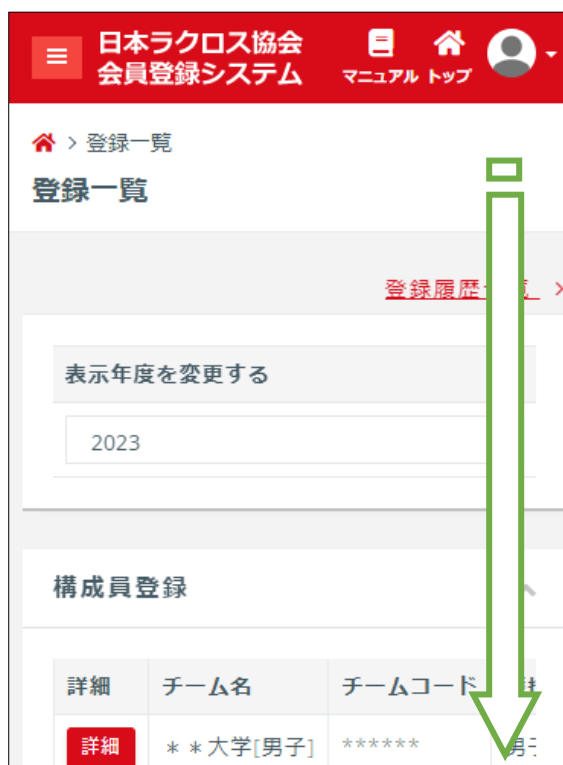 日本ラクロス協会
会員登録システム
マニュアル トップ
> 登録一覧
登録一覧
登録履歴
表示年度を変更する
2023
構成員登録
詳細 チーム名 チームコード
詳細 ＊＊大学[男子] ******